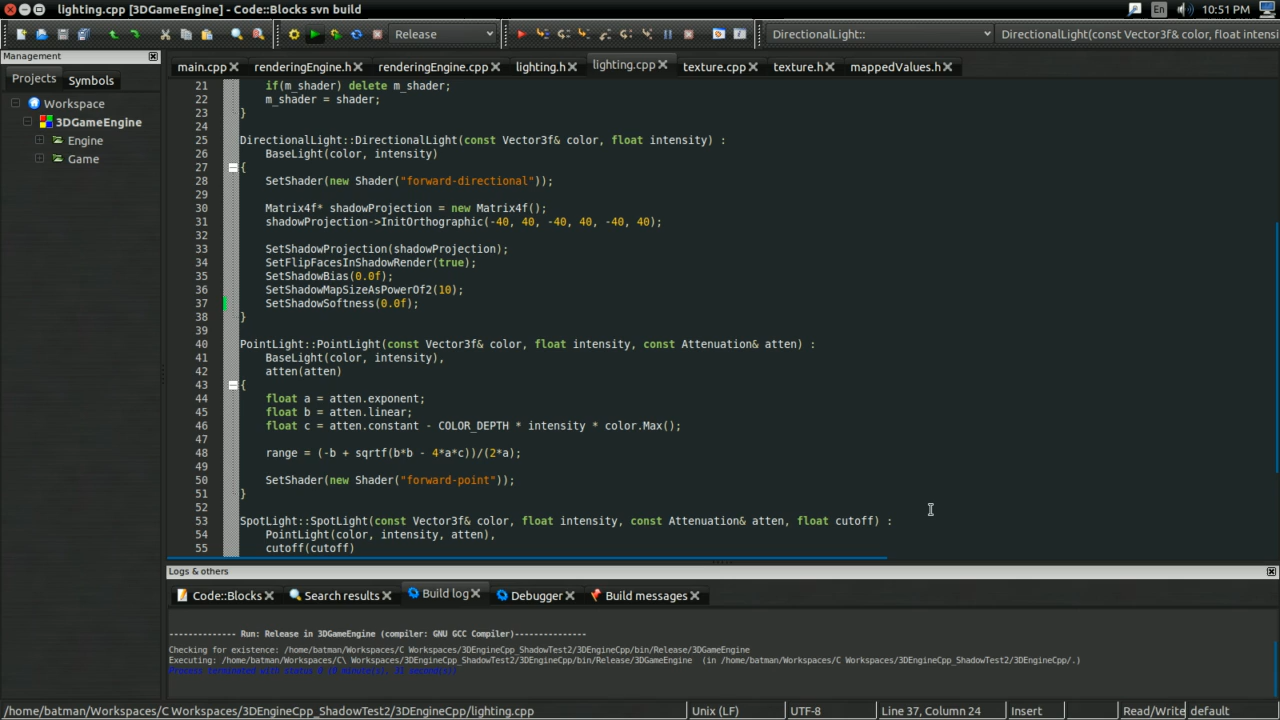 lighting.cpp [3DGameEngine] - Code::Blocks svn build
En
10:51 PM
Release
DirectionalLight::
DirectionalLight(const Vector3f& color, float intensi
Management
Projects
Symbols
Workspace
3DGameEngine
Engine
Game
main.cpp
renderingEngine.h
renderingEngine.cpp
lighting.h
lighting.cpp
texture.cpp
texture.h
mappedValues.h
21 if(m_shader) delete m_shader;
22 m_shader = shader;
23 }
24
25 DirectionalLight::DirectionalLight(const Vector3f& color, float intensity) :
26 BaseLight(color, intensity)
27 {
28 SetShader(new Shader("forward-directional"));
29
30 Matrix4f* shadowProjection = new Matrix4f();
31 shadowProjection->InitOrthographic(-40, 40, -40, 40, -40, 40);
32
33 SetShadowProjection(shadowProjection);
34 SetFlipFacesInShadowRender(true);
35 SetShadowBias(0.0f);
36 SetShadowMapSizeAsPowerOf2(10);
37 SetShadowSoftness(0.0f);
38 }
39
40 PointLight::PointLight(const Vector3f& color, float intensity, const Attenuation& atten) :
41 BaseLight(color, intensity),
42 atten(atten)
43 {
44 float a = atten.exponent;
45 float b = atten.linear;
46 float c = atten.constant - COLOR_DEPTH * intensity * color.Max();
47
48 range = (-b + sqrtf(b*b - 4*a*c))/(2*a);
49
50 SetShader(new Shader("forward-point"));
51 }
52
53 SpotLight::SpotLight(const Vector3f& color, float intensity, const Attenuation& atten, float cutoff) :
54 PointLight(color, intensity, atten),
55 cutoff(cutoff)
Logs & others
Code::Blocks
Search results
Build log
Debugger
Build messages
-------------- Run: Release in 3DGameEngine (compiler: GNU GCC Compiler)---------------
Checking for existence: /home/batman/Workspaces/C Workspaces/3DEngineCpp_ShadowTest2/3DEngineCpp/bin/Release/3DGameEngine
Executing: /home/batman/Workspaces/C\ Workspaces/3DEngineCpp_ShadowTest2/3DEngineCpp/bin/Release/3DGameEngine (in /home/batman/Workspaces/C Workspaces/3DEngineCpp_ShadowTest2/3DEngineCpp/.)
Process terminated with status 0
/home/batman/Workspaces/C Workspaces/3DEngineCpp_ShadowTest2/3DEngineCpp/lighting.cpp
Unix (LF)
UTF-8
Line 37, Column 24
Insert
Read/Write
default